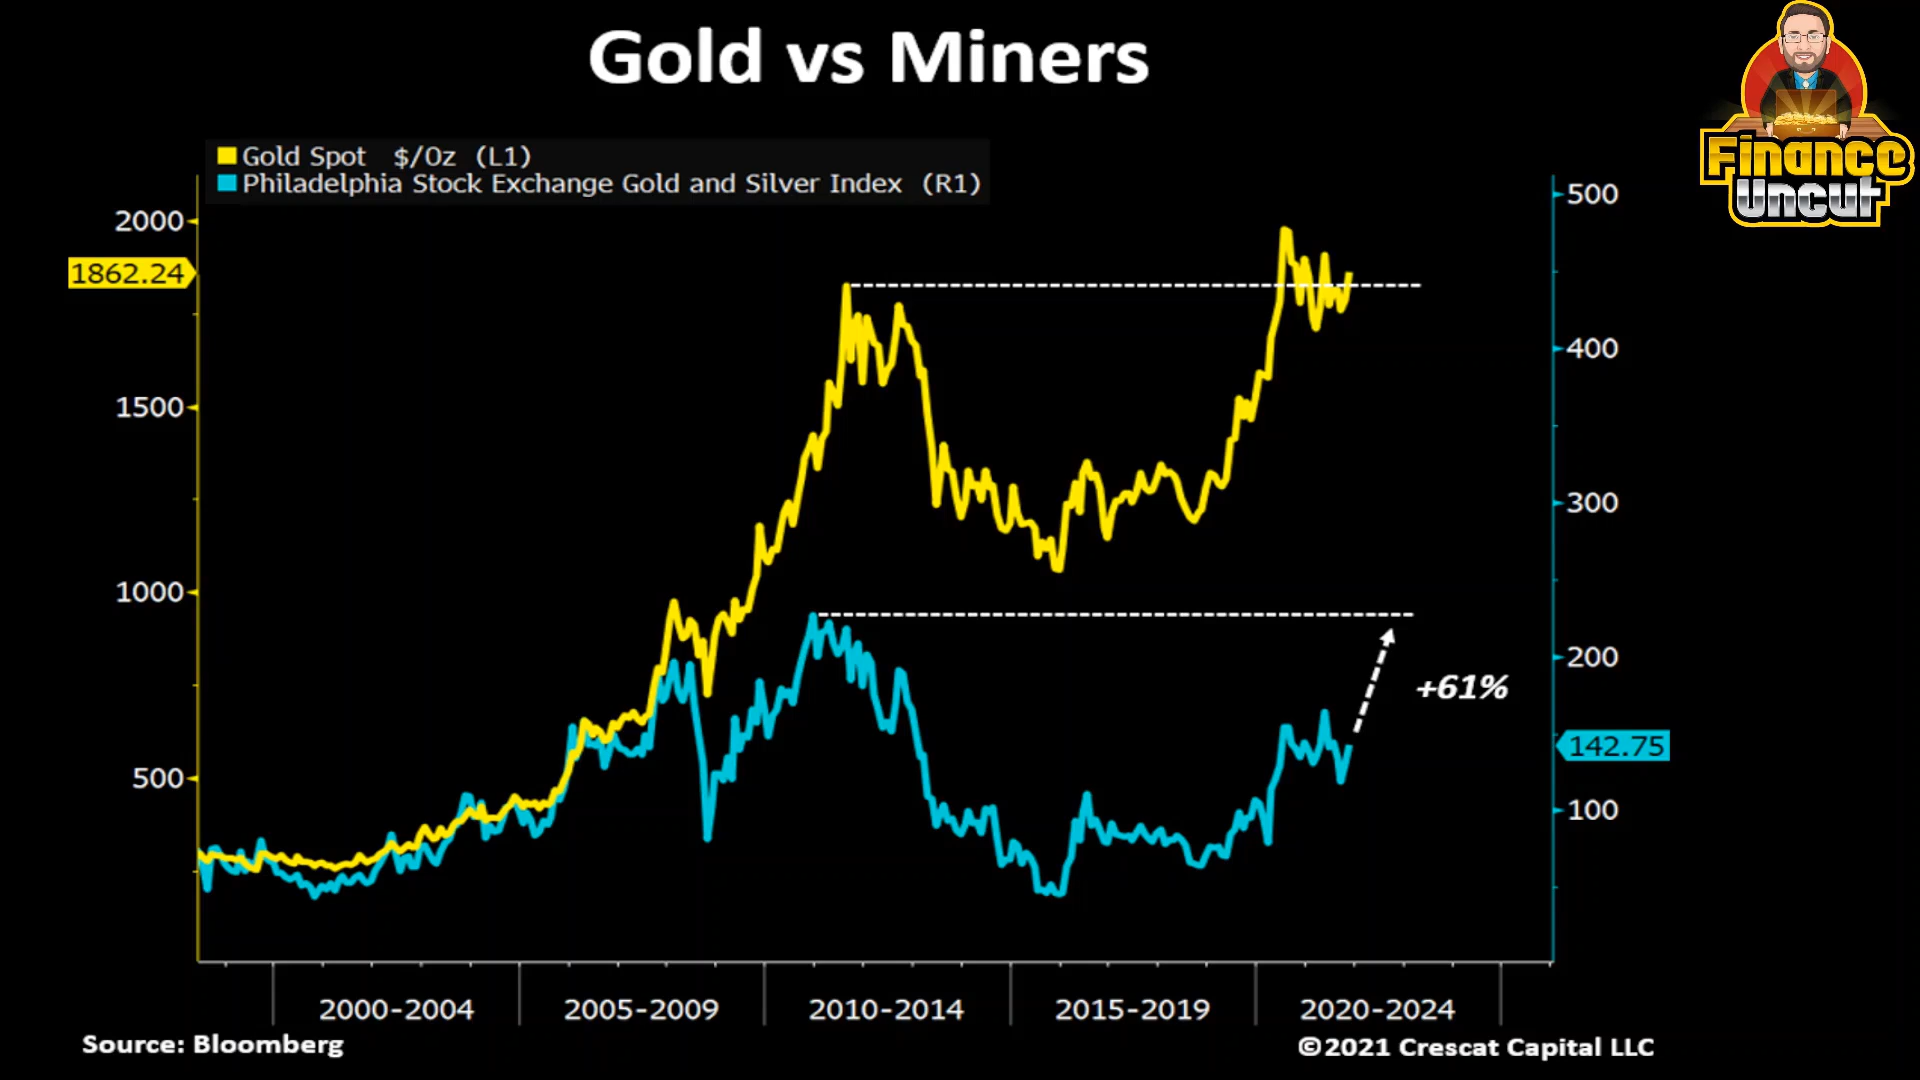 Gold vs Miners
Finance
Uncut
Gold Spot $/Oz (L1)
Philadelphia Stock Exchange Gold and Silver Index (R1)
2000
1862.24
1500
1000
500
500
400
300
200
142.75
100
+61%
2000-2004 2005-2009 2010-2014 2015-2019 2020-2024
Source: Bloomberg
©2021 Crescat Capital LLC